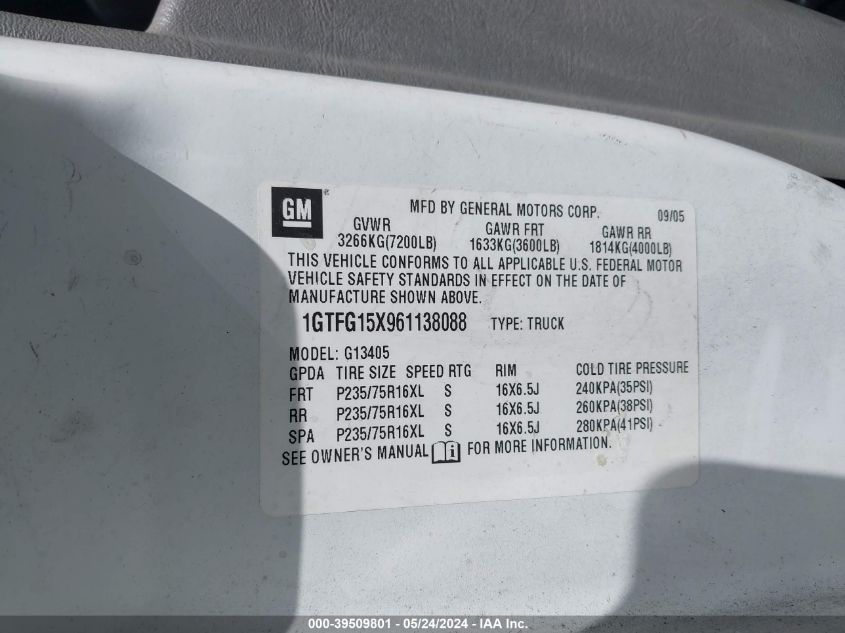 GM ® MFD BY GENERAL MOTORS CORP. 09/05
GVWR GAWR FRT GAWR RR
3266KG(7200LB) 1633KG(3600LB) 1814KG(4000LB)
THIS VEHICLE CONFORMS TO ALL APPLICABLE U.S. FEDERAL MOTOR
VEHICLE SAFETY STANDARDS IN EFFECT ON THE DATE OF
MANUFACTURE SHOWN ABOVE.
1GTFG15X961138088 TYPE: TRUCK
MODEL: G13405
GPDA TIRE SIZE SPEED RTG RIM COLD TIRE PRESSURE
FRT P235/75R16XL S 16X6.5J 240KPA(35PSI)
RR P235/75R16XL S 16X6.5J 260KPA(38PSI)
SPA P235/75R16XL S 16X6.5J 280KPA(41PSI)
SEE OWNER'S MANUAL i FOR MORE INFORMATION.
000-39509801 - 05/24/2024 - IAA Inc.